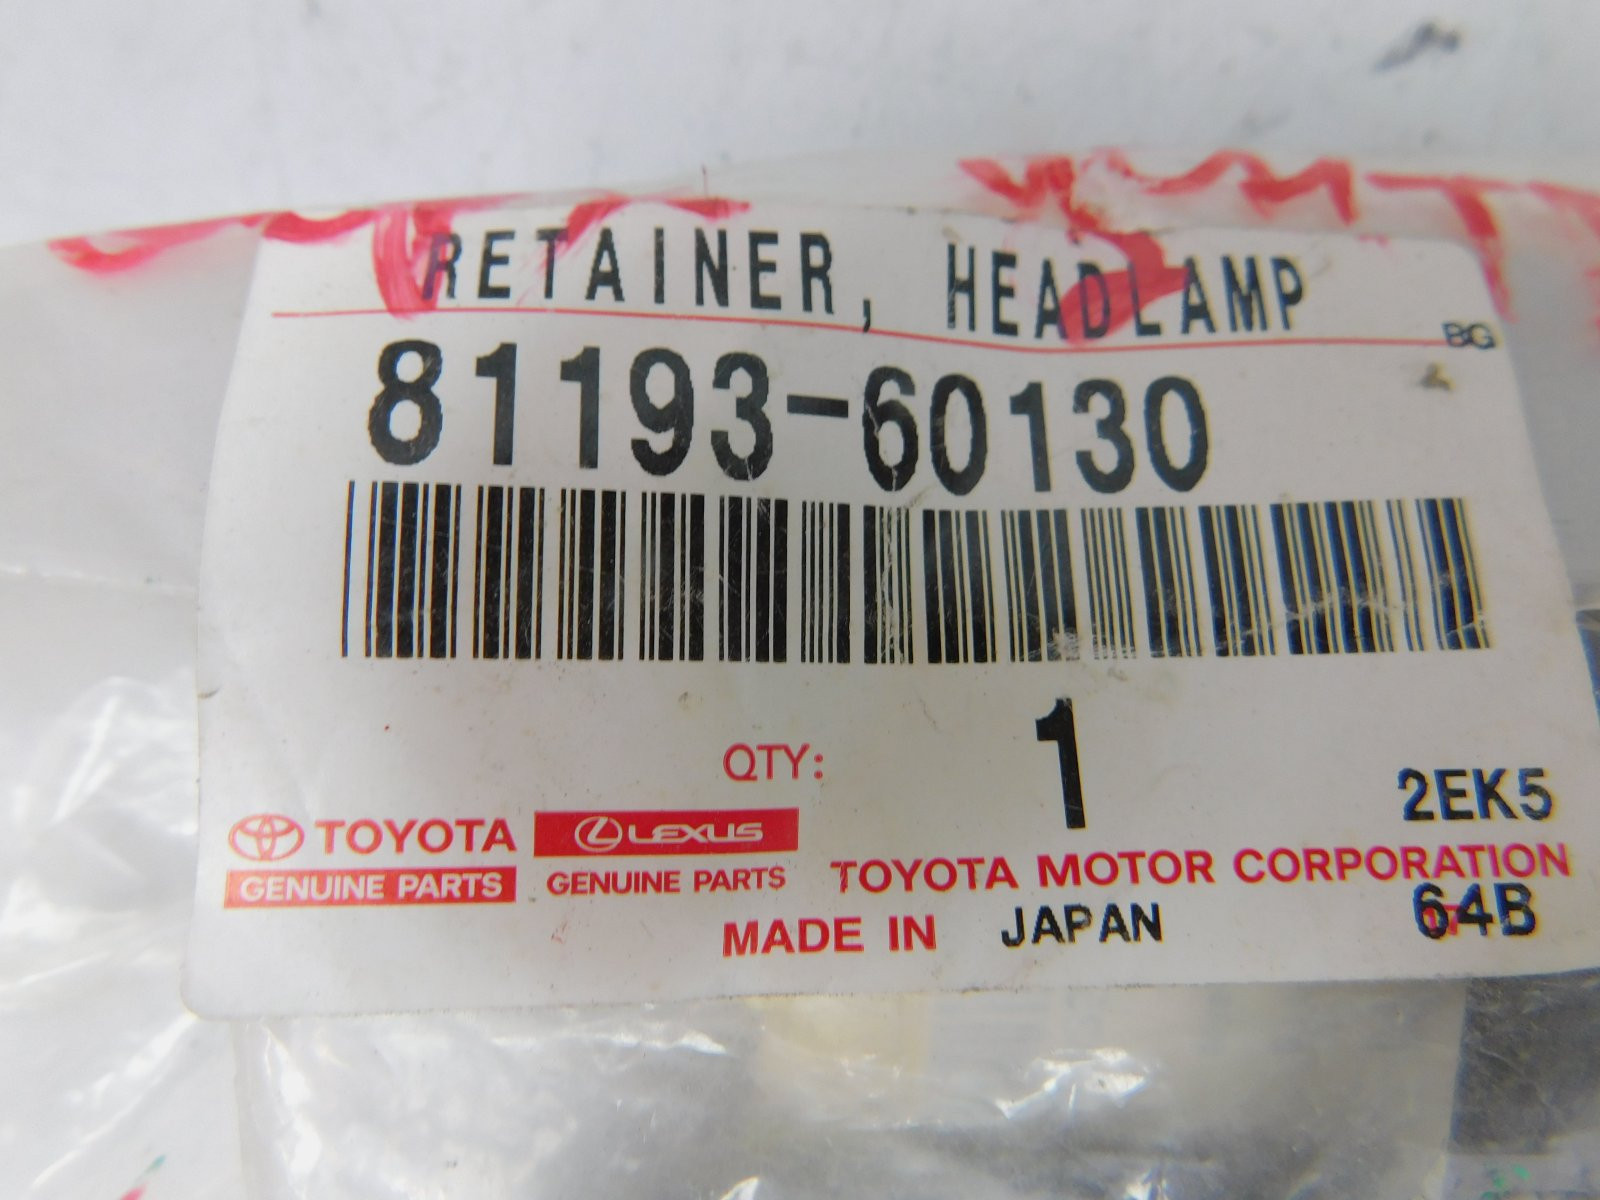 RETAINER, HEADLAMP
BG
81193-60130
QTY: 1
2EK5
TOYOTA LEXUS
GENUINE PARTS GENUINE PARTS TOYOTA MOTOR CORPORATION
MADE IN JAPAN 64B